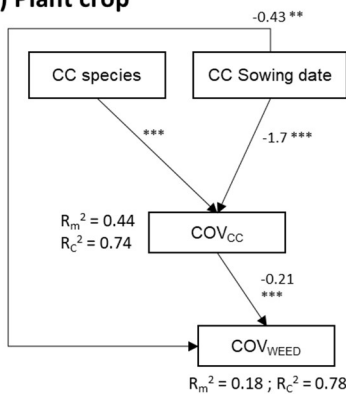 ) Plant crop
-0.43 **
CC species
CC Sowing date
***
-1.7 ***
Rm² = 0.44
RC² = 0.74
COVCC
-0.21
***
COVWEED
Rm² = 0.18 ; RC² = 0.78